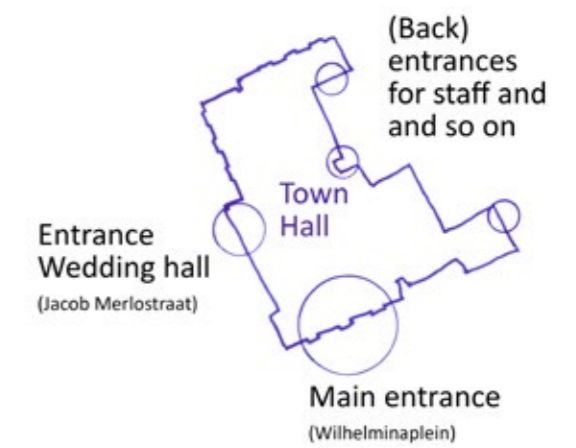 (Back)
entrances
for staff and
and so on
Town
Hall
Entrance
Wedding hall
(Jacob Merlostraat)
Main entrance
(Wilhelminaplein)